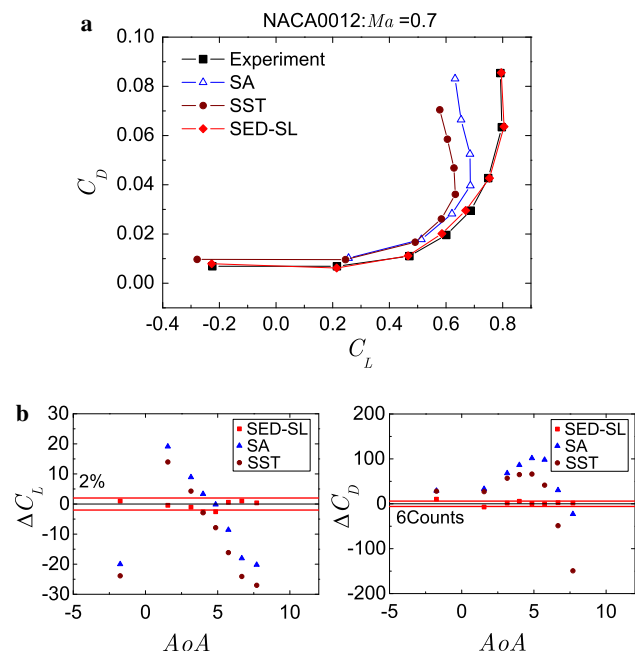 NACA0012:Ma=0.7
a
0.10
0.08
0.06
0.04
0.02
0.00
C_D
Experiment
SA
SST
SED-SL
-0.4 -0.2 0.0 0.2 0.4 0.6 0.8
C_L
b
30
20
10
0
-10
-20
-30
ΔC_L
2%
SED-SL
SA
SST
-5 0 5 10
AoA
200
100
0
-100
-200
ΔC_D
6Counts
SED-SL
SA
SST
-5 0 5 10
AoA